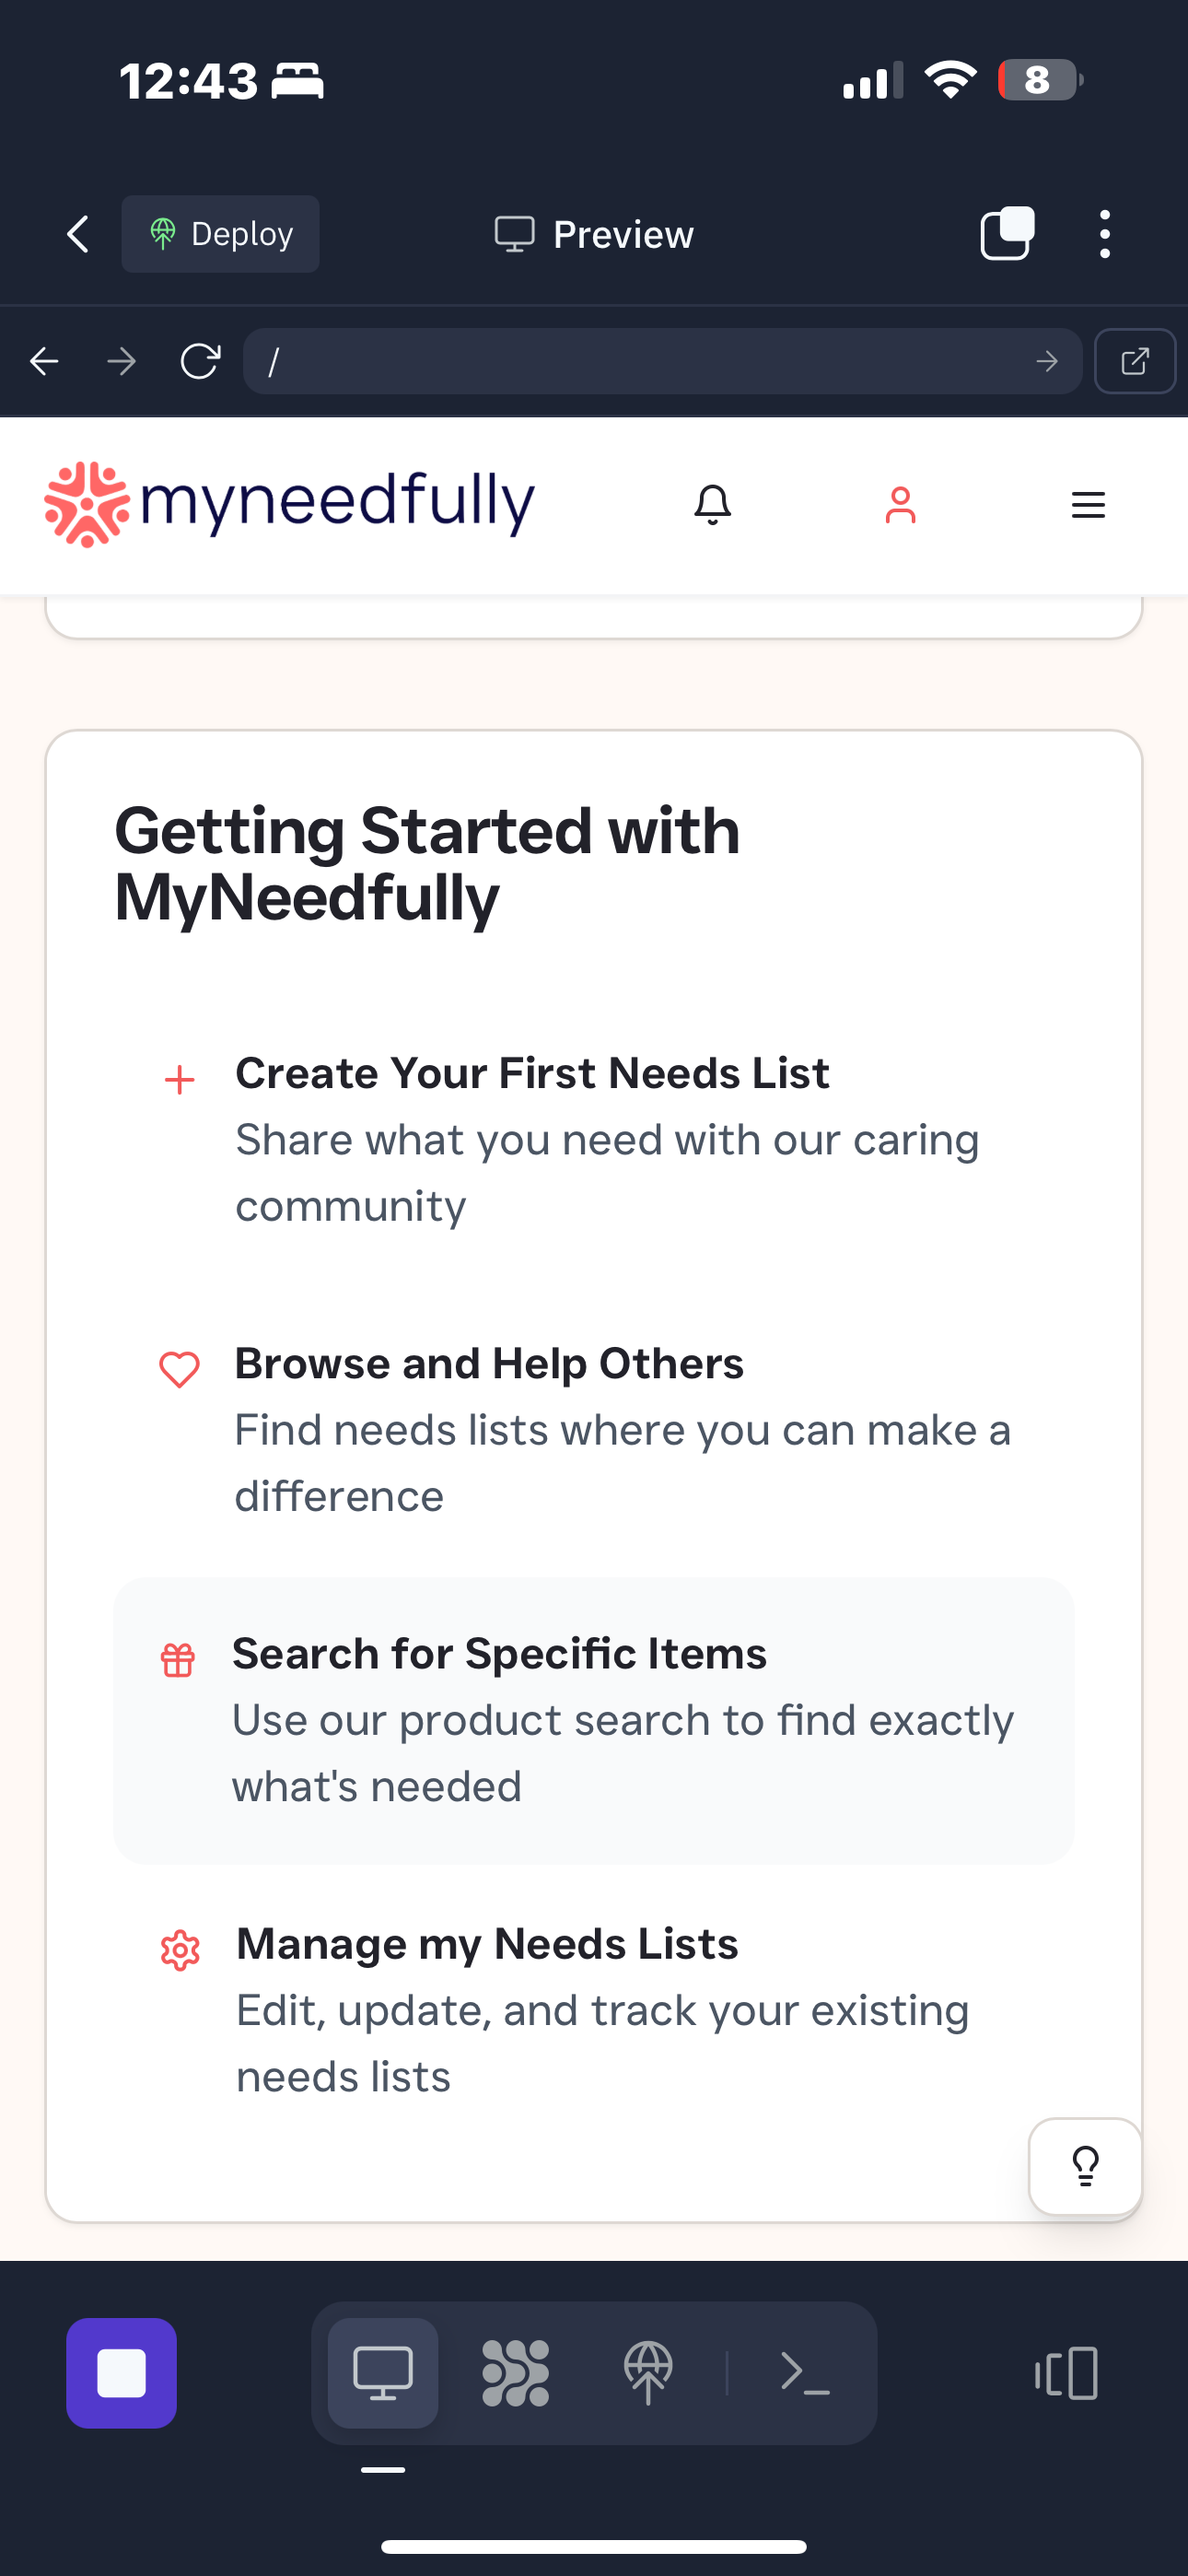 12:43
8
Deploy
Preview
/
myneedfully
Getting Started with
MyNeedfully
Create Your First Needs List
Share what you need with our caring
community
Browse and Help Others
Find needs lists where you can make a
difference
Search for Specific Items
Use our product search to find exactly
what's needed
Manage my Needs Lists
Edit, update, and track your existing
needs lists